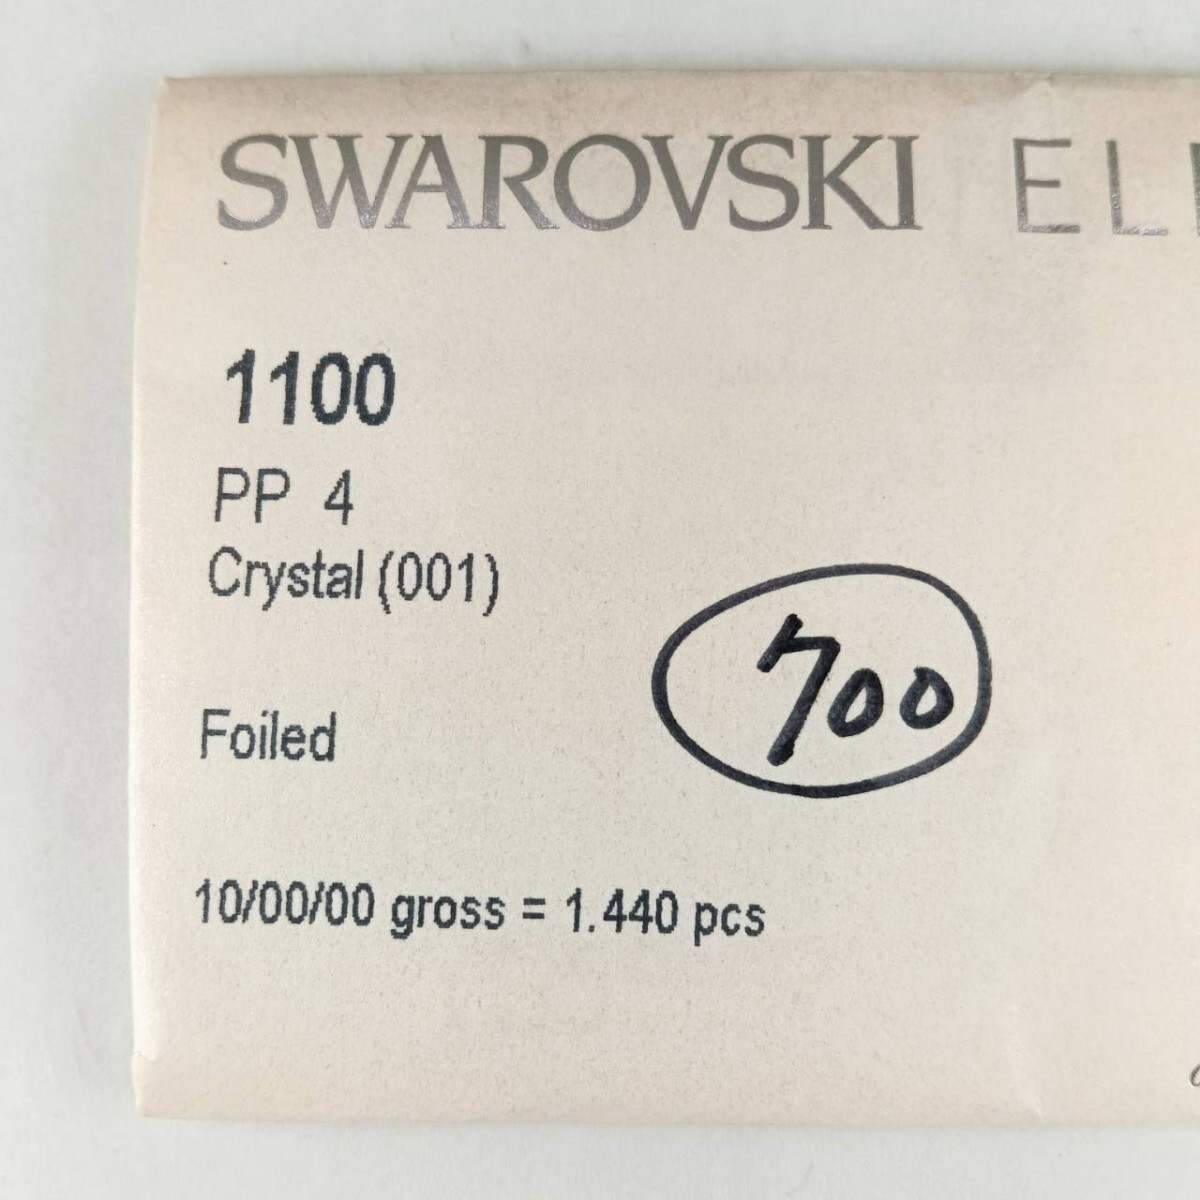 SWAROVSKI EL
1100
PP 4
Crystal (001)
700
Foiled
10/00/00 gross = 1.440 pcs